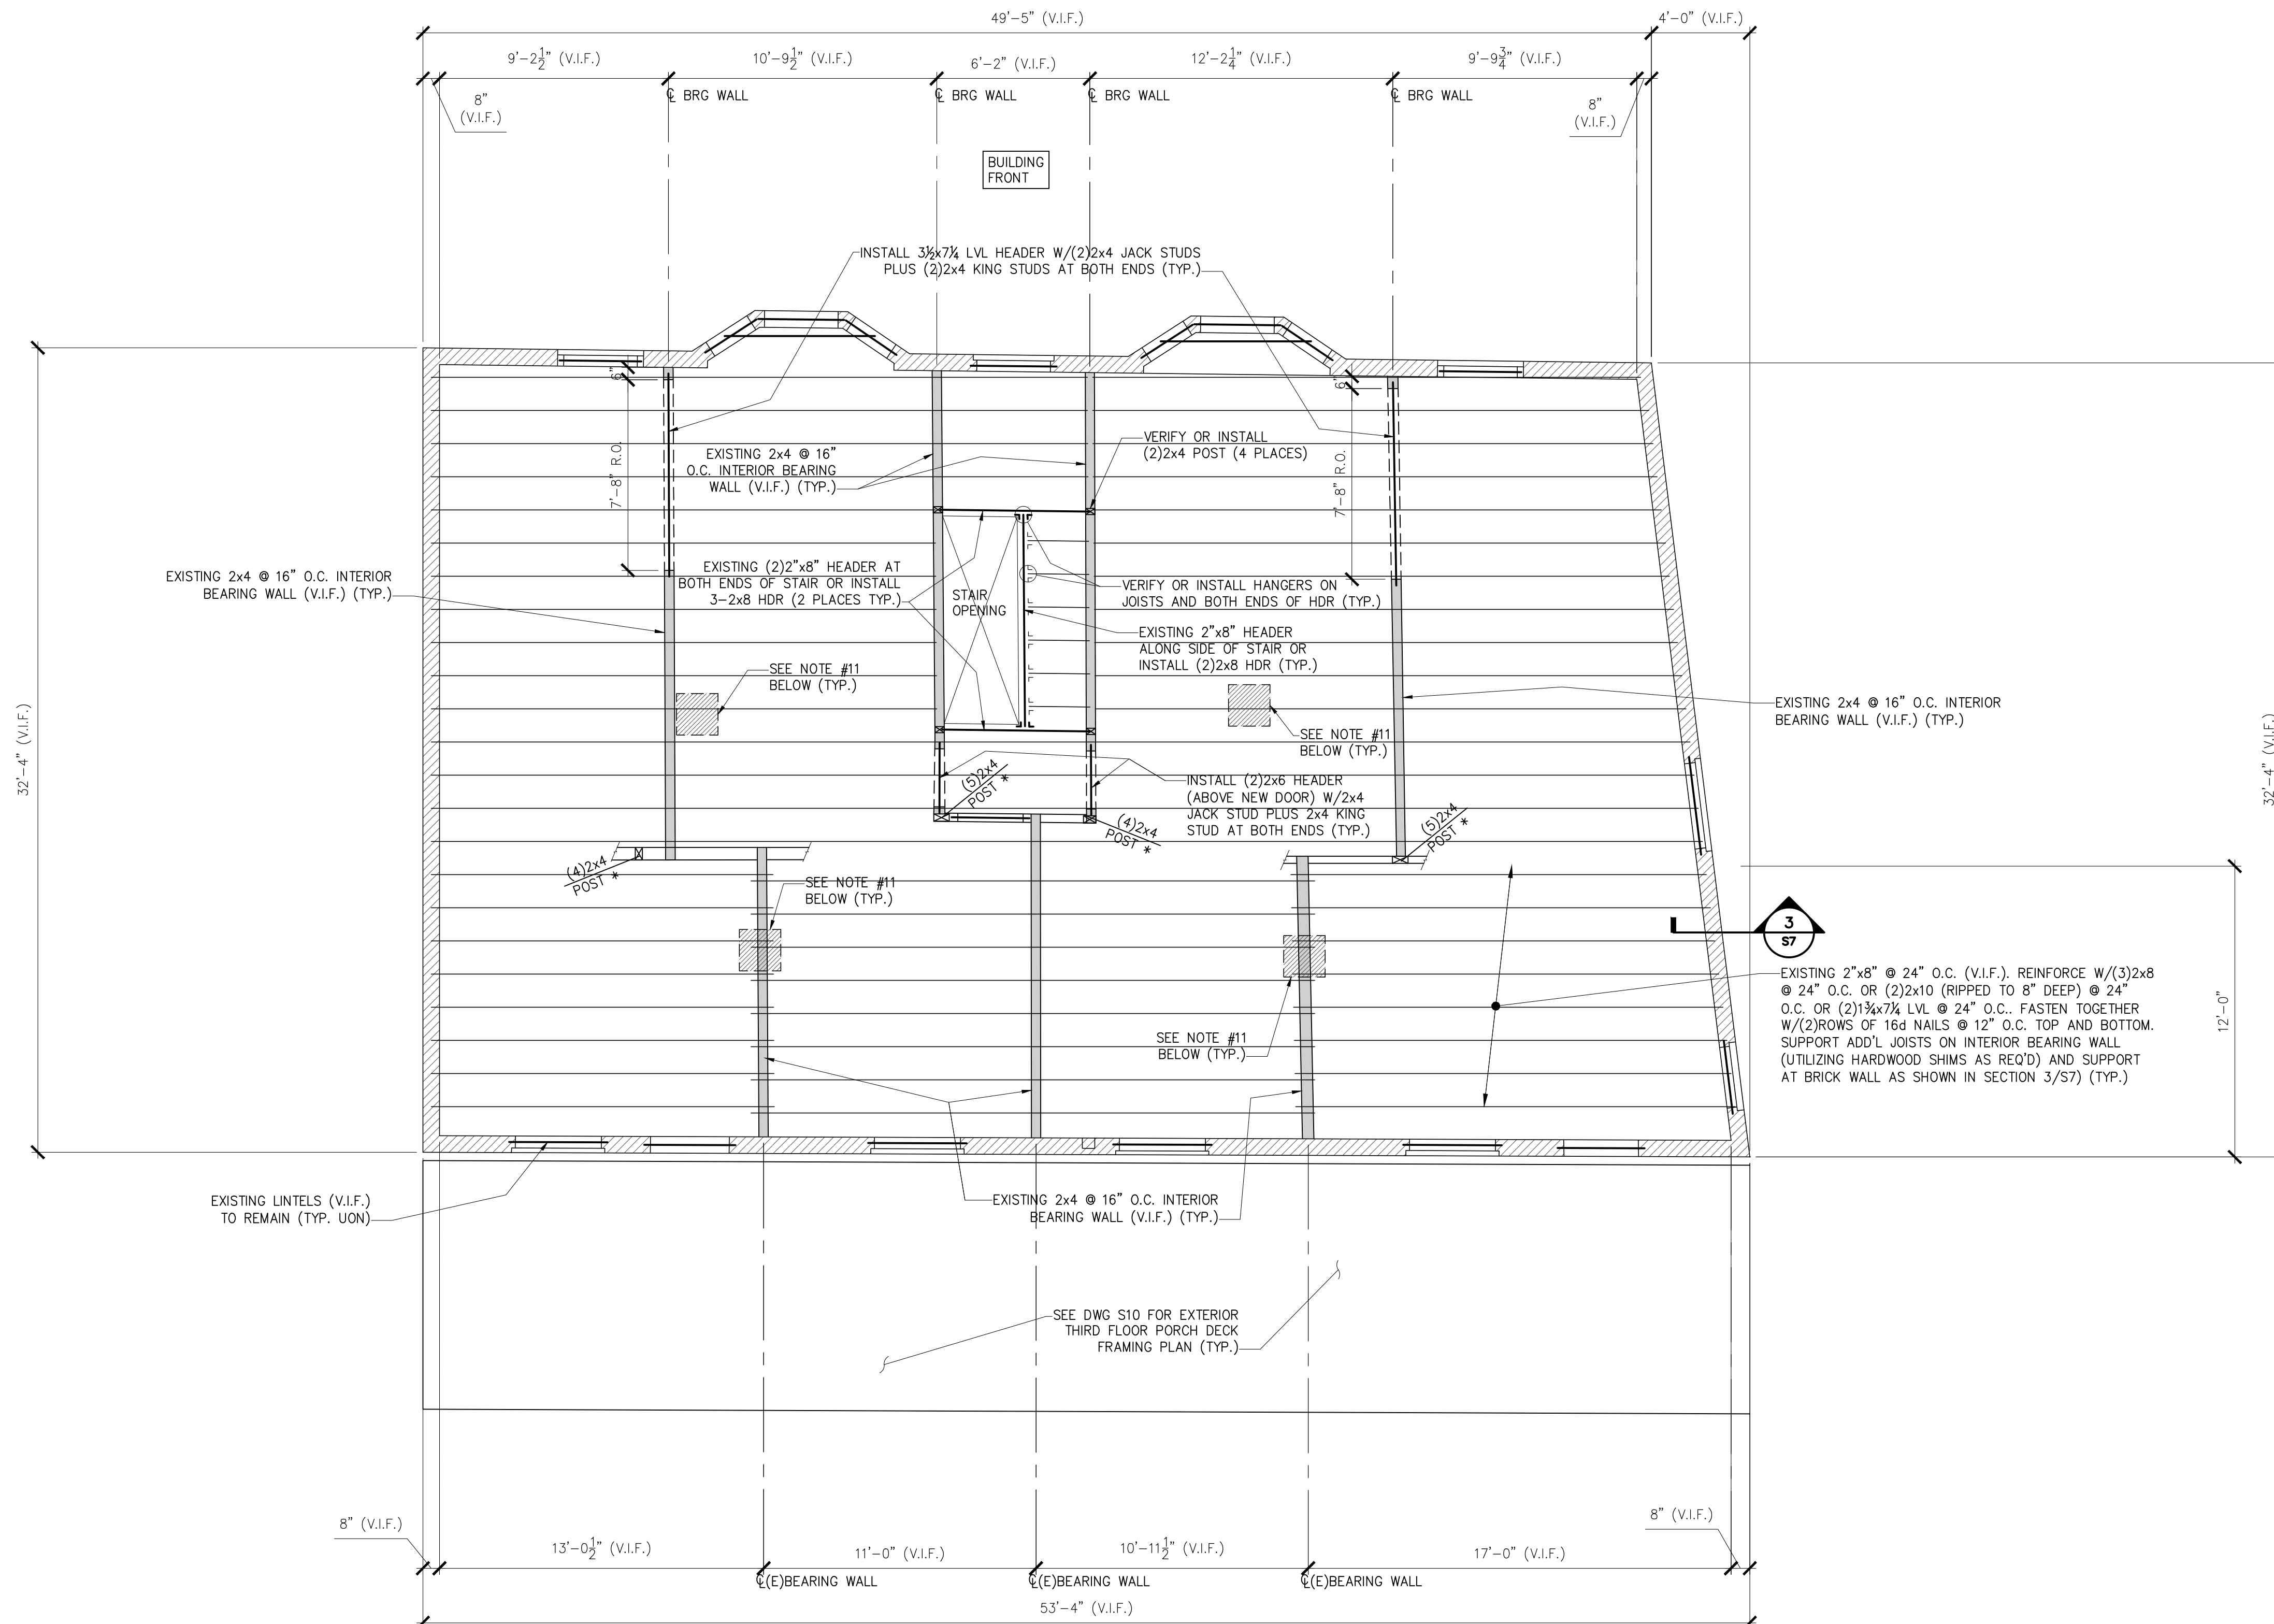 49'-5" (V.I.F.)
4'-0" (V.I.F.)
9'-2½" (V.I.F.)
10'-9½" (V.I.F.)
6'-2" (V.I.F.)
12'-2¼" (V.I.F.)
9'-9¾" (V.I.F.)
8"
(V.I.F.)
℄ BRG WALL
℄ BRG WALL
℄ BRG WALL
℄ BRG WALL
8"
(V.I.F.)
BUILDING
FRONT
INSTALL 3½x7¼ LVL HEADER W/(2)2x4 JACK STUDS
PLUS (2)2x4 KING STUDS AT BOTH ENDS (TYP.)
6"
7'-8" R.O.
6"
7'-8" R.O.
EXISTING 2x4 @ 16"
O.C. INTERIOR BEARING
WALL (V.I.F.) (TYP.)
VERIFY OR INSTALL
(2)2x4 POST (4 PLACES)
EXISTING 2x4 @ 16" O.C. INTERIOR
BEARING WALL (V.I.F.) (TYP.)
EXISTING (2)2"x8" HEADER AT
BOTH ENDS OF STAIR OR INSTALL
3-2x8 HDR (2 PLACES TYP.)
STAIR
OPENING
VERIFY OR INSTALL HANGERS ON
JOISTS AND BOTH ENDS OF HDR (TYP.)
EXISTING 2"x8" HEADER
ALONG SIDE OF STAIR OR
INSTALL (2)2x8 HDR (TYP.)
SEE NOTE #11
BELOW (TYP.)
SEE NOTE #11
BELOW (TYP.)
EXISTING 2x4 @ 16" O.C. INTERIOR
BEARING WALL (V.I.F.) (TYP.)
32'-4" (V.I.F.)
32'-4" (V.I.F.)
(5)2x4
POST *
INSTALL (2)2x6 HEADER
(ABOVE NEW DOOR) W/2x4
JACK STUD PLUS 2x4 KING
STUD AT BOTH ENDS (TYP.)
(4)2x4
POST *
(5)2x4
POST *
(4)2x4
POST *
SEE NOTE #11
BELOW (TYP.)
3
S7
EXISTING 2"x8" @ 24" O.C. (V.I.F.). REINFORCE W/(3)2x8
@ 24" O.C. OR (2)2x10 (RIPPED TO 8" DEEP) @ 24"
O.C. OR (2)1¾x7¼ LVL @ 24" O.C.. FASTEN TOGETHER
W/(2)ROWS OF 16d NAILS @ 12" O.C. TOP AND BOTTOM.
SUPPORT ADD'L JOISTS ON INTERIOR BEARING WALL
(UTILIZING HARDWOOD SHIMS AS REQ'D) AND SUPPORT
AT BRICK WALL AS SHOWN IN SECTION 3/S7) (TYP.)
12'-0"
SEE NOTE #11
BELOW (TYP.)
EXISTING LINTELS (V.I.F.)
TO REMAIN (TYP. UON)
EXISTING 2x4 @ 16" O.C. INTERIOR
BEARING WALL (V.I.F.) (TYP.)
SEE DWG S10 FOR EXTERIOR
THIRD FLOOR PORCH DECK
FRAMING PLAN (TYP.)
8" (V.I.F.)
13'-0½" (V.I.F.)
11'-0" (V.I.F.)
10'-11½" (V.I.F.)
17'-0" (V.I.F.)
8" (V.I.F.)
℄(E)BEARING WALL
℄(E)BEARING WALL
℄(E)BEARING WALL
53'-4" (V.I.F.)